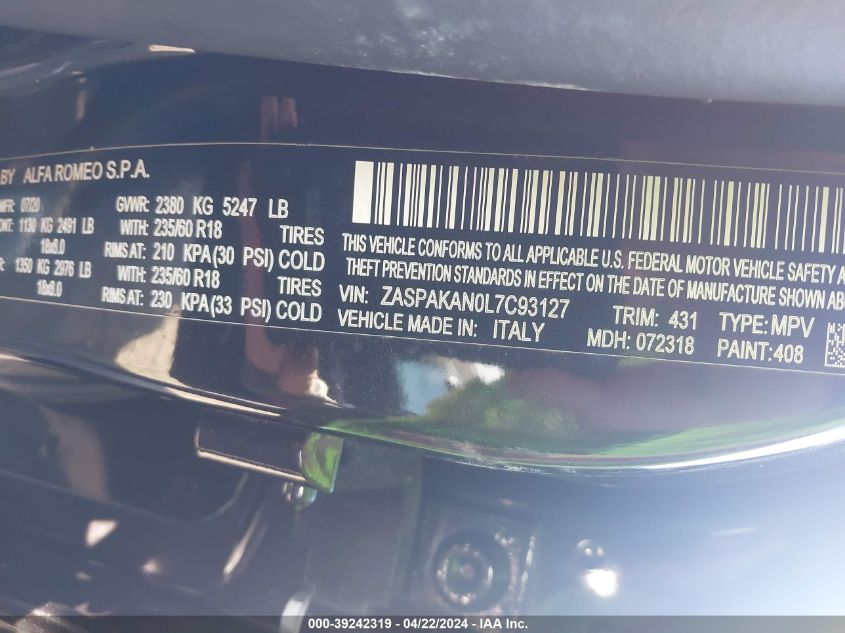 BY ALFA ROMEO S.P.A.
MFR: 07/20 GVWR: 2380 KG 5247 LB
1130 KG 2491 LB WITH: 235/60 R18 TIRES
18x8.0 RIMS AT: 210 KPA(30 PSI) COLD
1350 KG 2976 LB WITH: 235/60 R18 TIRES
18x8.0 RIMS AT: 230 KPA(33 PSI) COLD
THIS VEHICLE CONFORMS TO ALL APPLICABLE U.S. FEDERAL MOTOR VEHICLE SAFETY
THEFT PREVENTION STANDARDS IN EFFECT ON THE DATE OF MANUFACTURE SHOWN
VIN: ZASPAKAN0L7C93127 TRIM: 431 TYPE: MPV
VEHICLE MADE IN: ITALY MDH: 072318 PAINT: 408
000-39242319 - 04/22/2024 - IAA Inc.